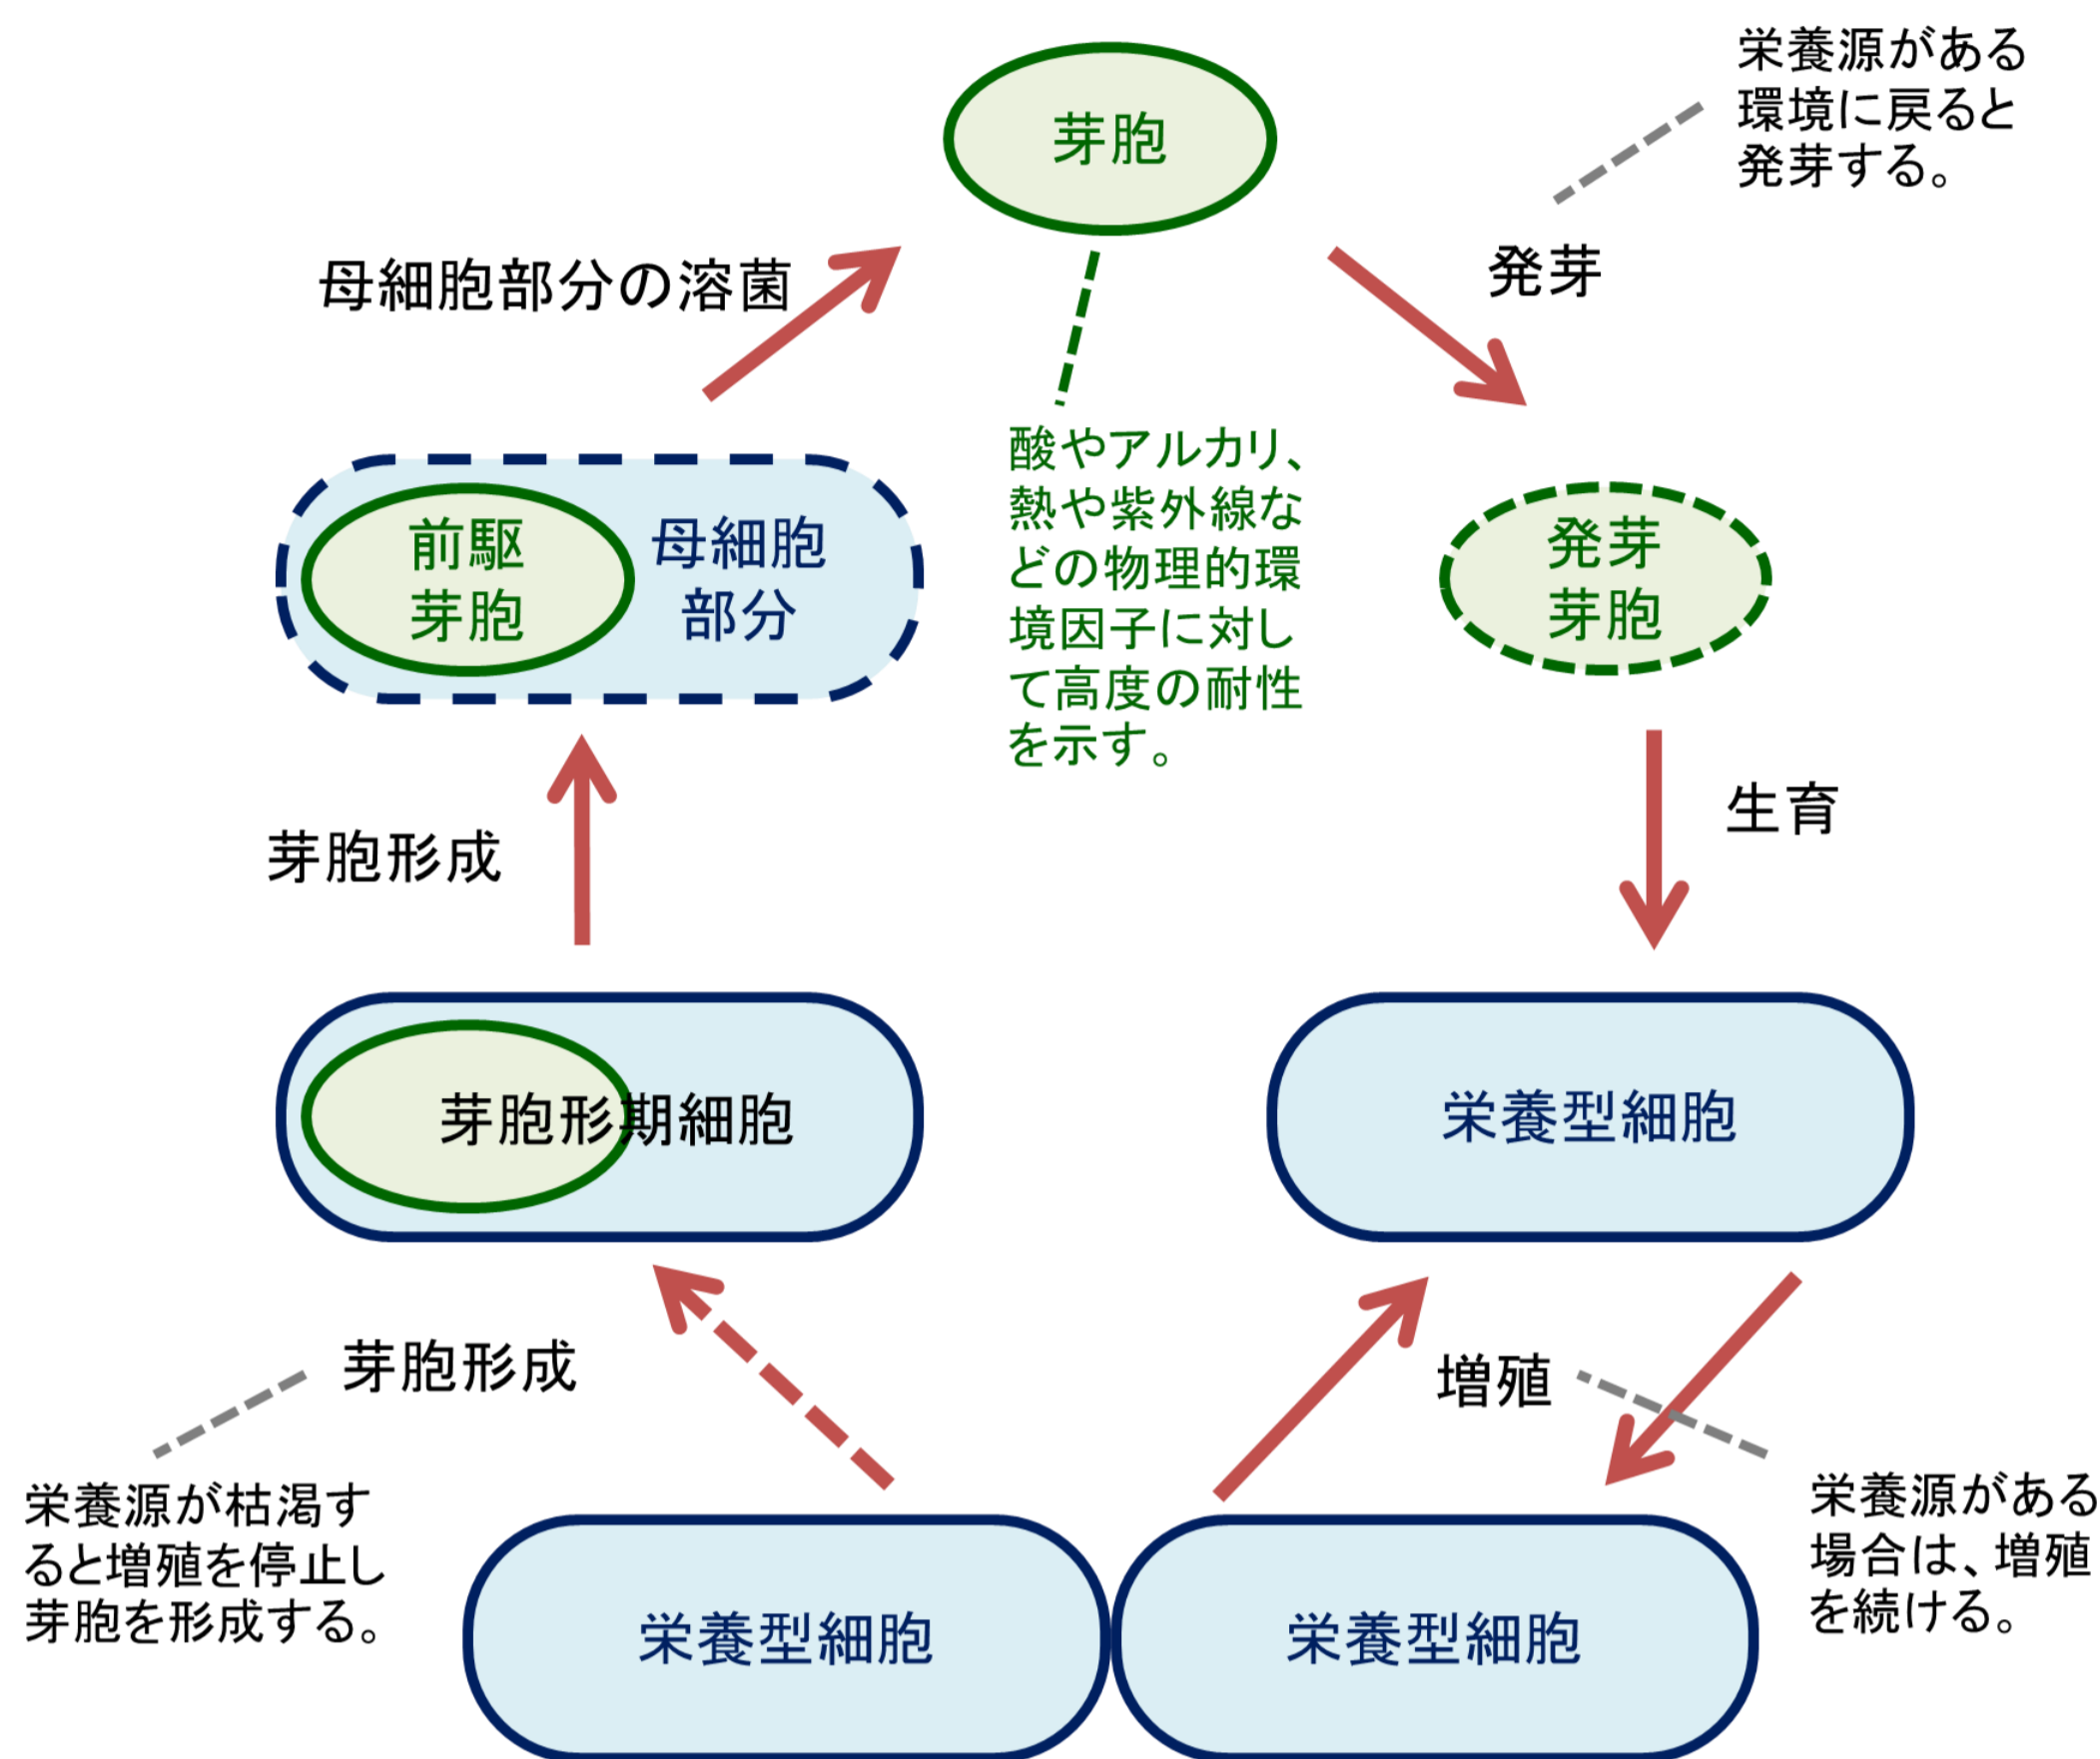 芽胞
栄養源がある
環境に戻ると
発芽する。
母細胞部分の溶菌
発芽
酸やアルカリ、
熱や紫外線な
どの物理的環
境因子に対し
て高度の耐性
を示す。
前駆
芽胞
母細胞
部分
発芽
芽胞
芽胞形成
生育
芽胞形期細胞
栄養型細胞
芽胞形成
増殖
栄養源が枯渇す
ると増殖を停止し
芽胞を形成する。
栄養源がある
場合は、増殖
を続ける。
栄養型細胞
栄養型細胞